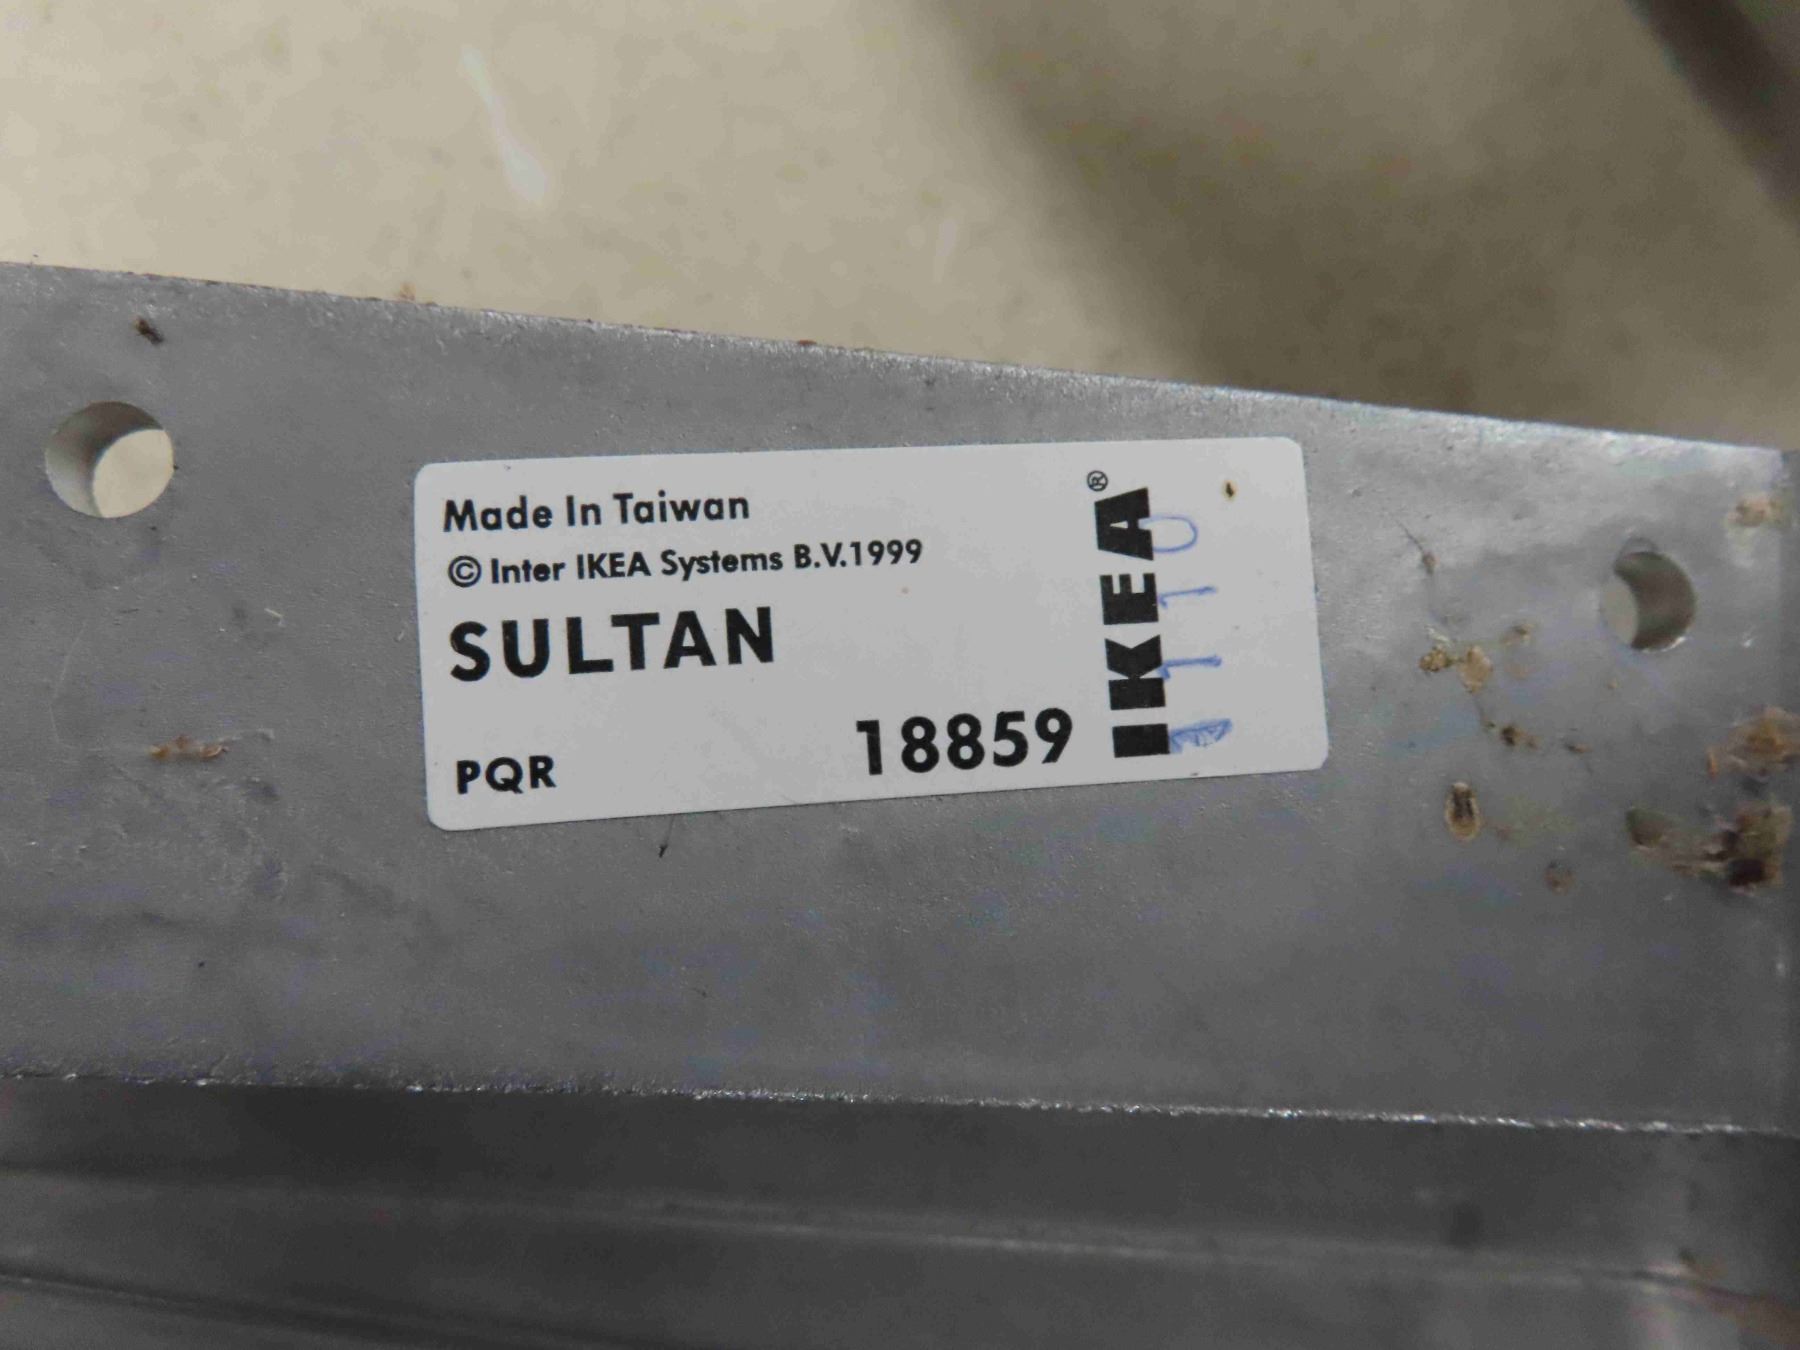 Made In Taiwan
© Inter IKEA Systems B.V.1999
SULTAN
PQR
18859
IKEA®